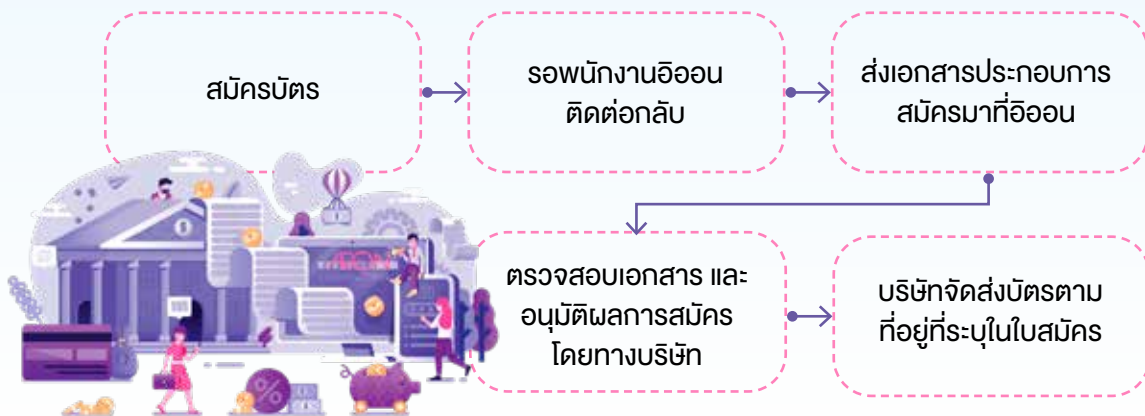 สมัครบัตร
รอพนักงานอิออน
ติดต่อกลับ
ส่งเอกสารประกอบการ
สมัครมาที่อิออน
ตรวจสอบเอกสาร และ
อนุมัติผลการสมัคร
โดยทางบริษัท
บริษัทจัดส่งบัตรตาม
ที่อยู่ที่ระบุในใบสมัคร